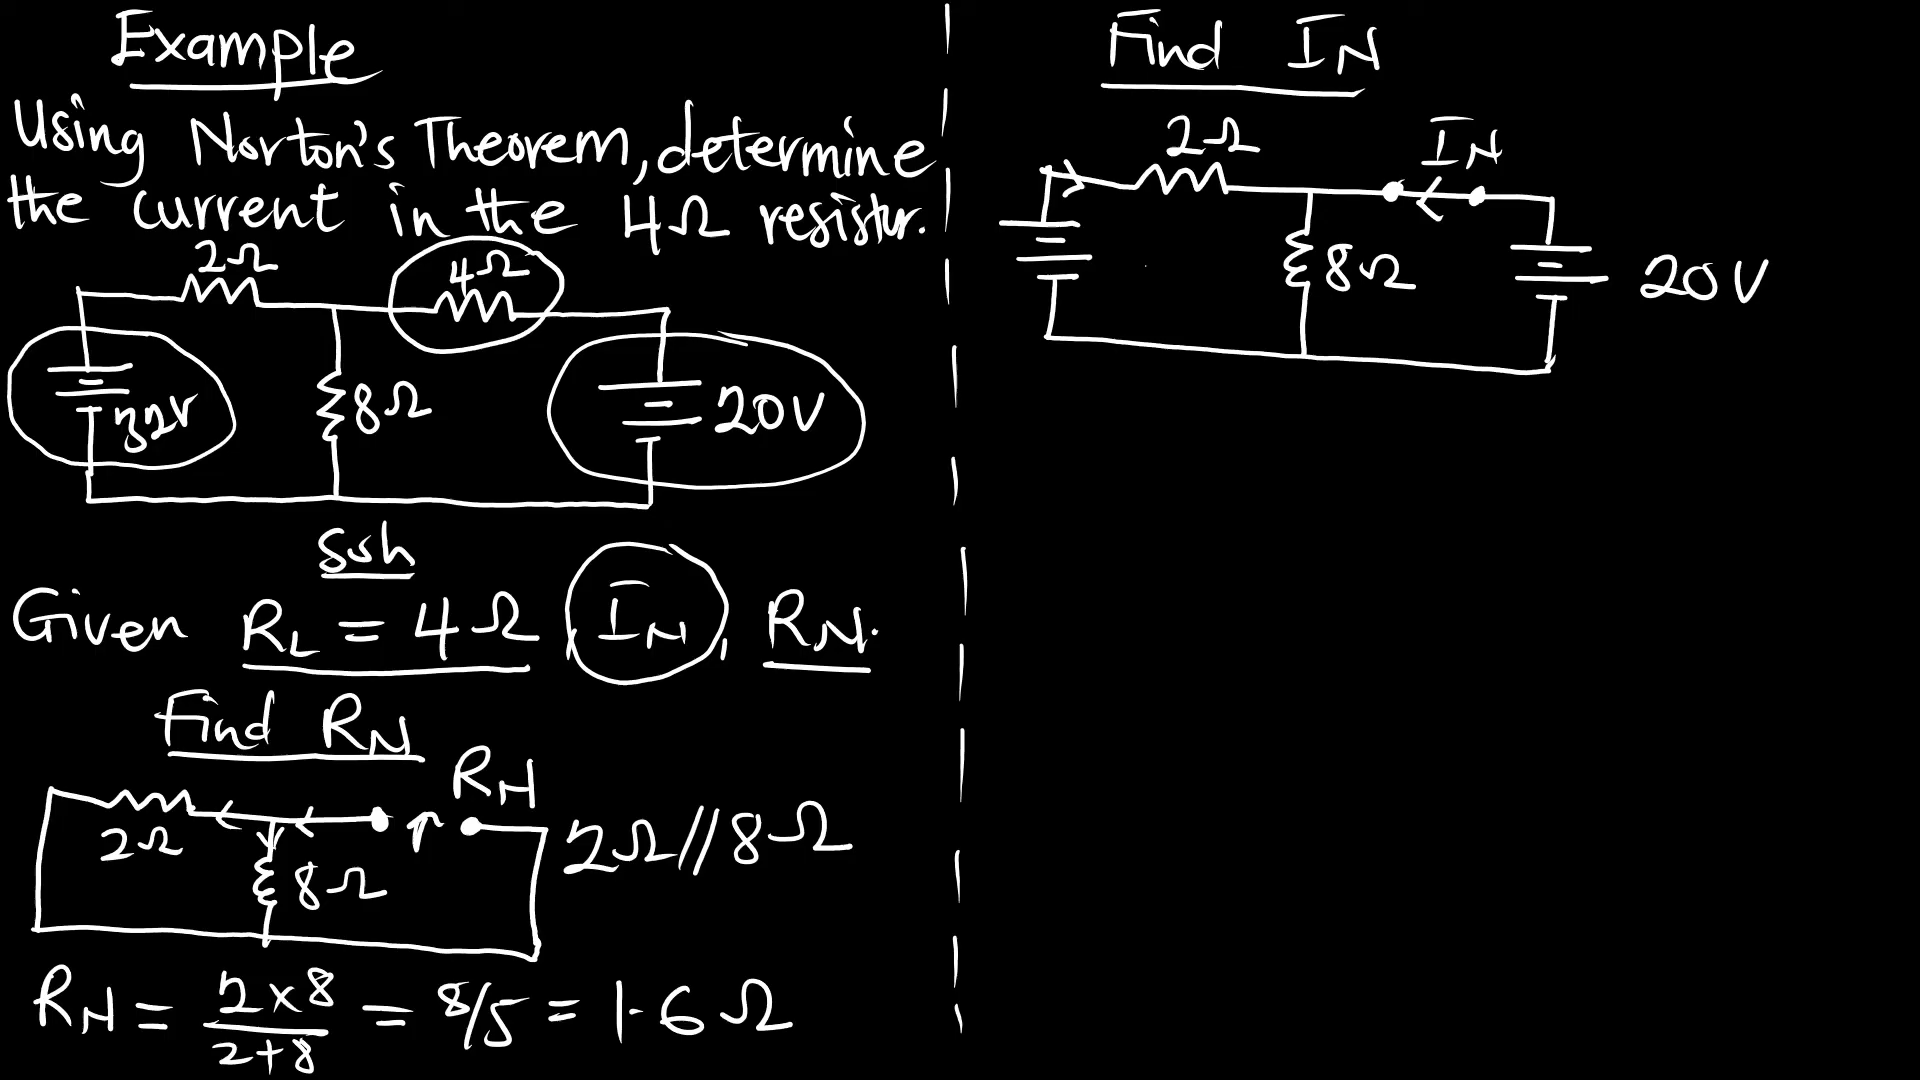 Example
Using Norton's Theorem, determine
the current in the 4Ω resistor.
2Ω
4Ω
32V
8Ω
20V
Soln
Given RL = 4Ω, IN, RN.
Find RN
RN
2Ω
8Ω
2Ω//8Ω
RN = 2×8/2+8 = 8/5 = 1.6Ω
Find IN
2Ω
IN
8Ω
20V